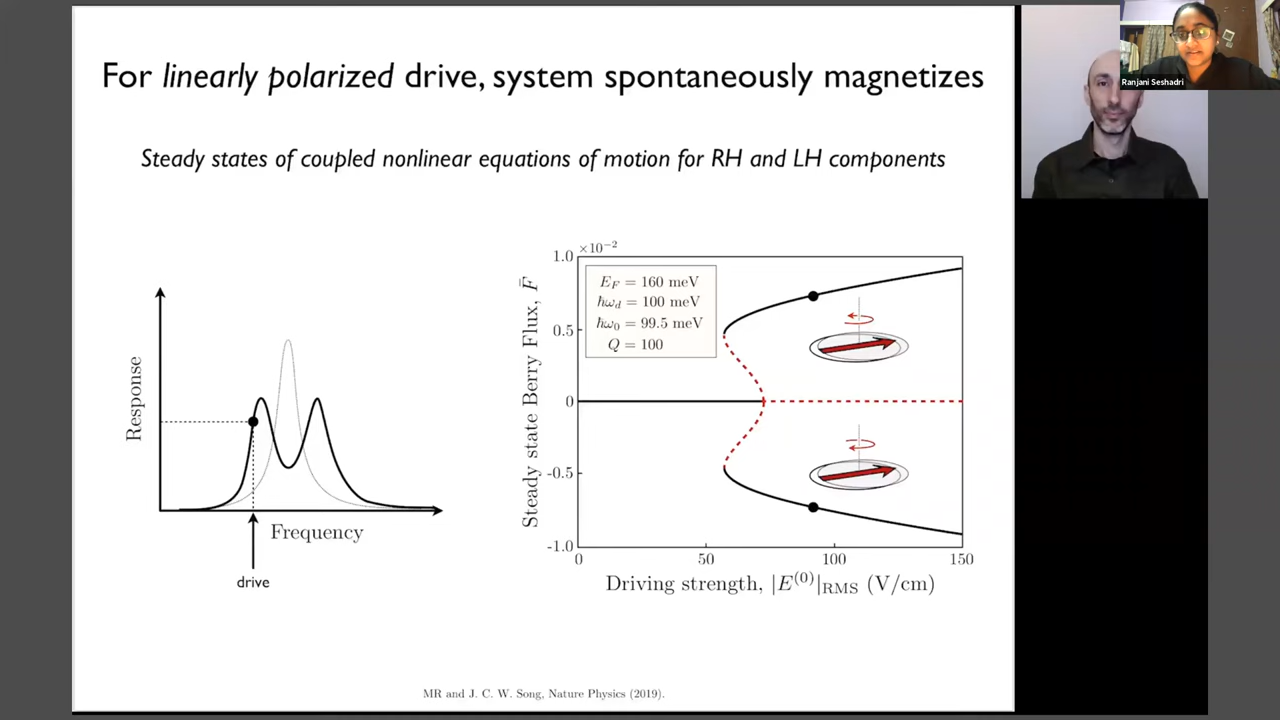 For linearly polarized drive, system spontaneously magnetizes
Ranjani Seshadri
Steady states of coupled nonlinear equations of motion for RH and LH components
Response
Frequency
drive
×10⁻²
1.0
0.5
0
-0.5
-1.0
Steady state Berry Flux, F̄
E_F = 160 meV
ℏω_d = 100 meV
ℏω_0 = 99.5 meV
Q = 100
0 50 100 150
Driving strength, |E^(0)|_RMS (V/cm)
MR and J. C. W. Song, Nature Physics (2019).